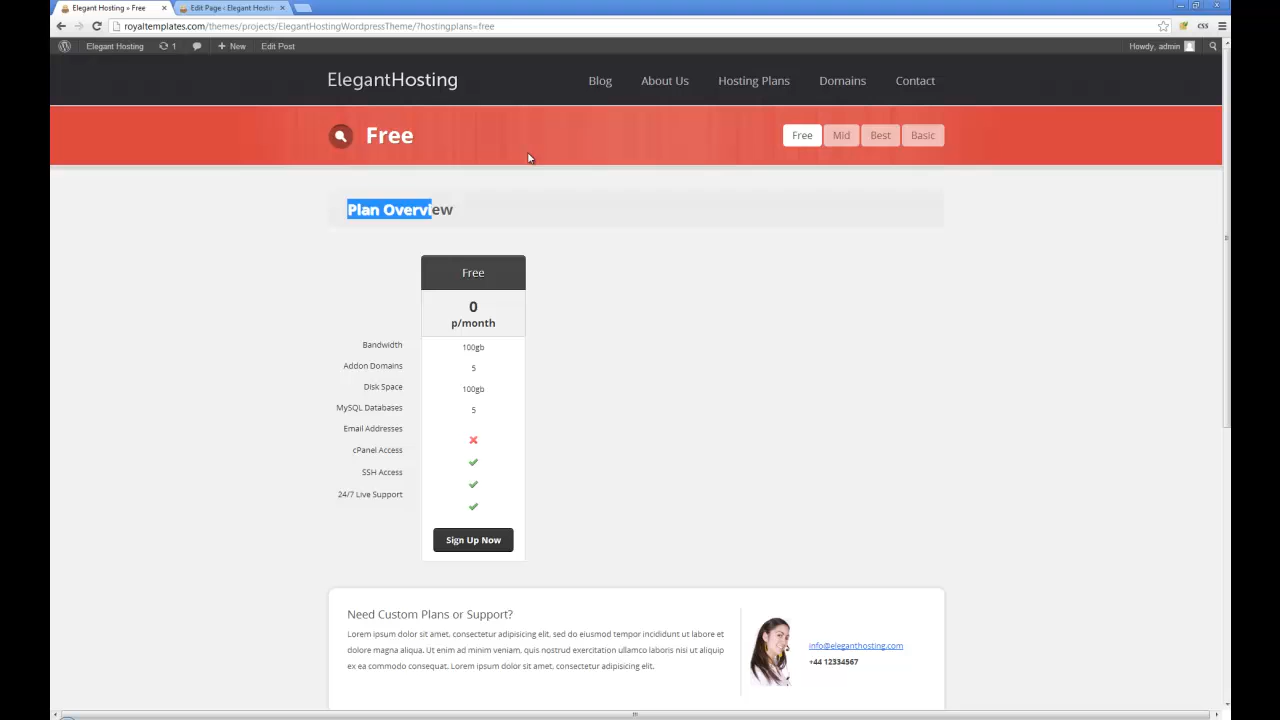 Elegant Hosting » Free
Edit Page ‹ Elegant Hostin
royaltemplates.com/themes/projects/ElegantHostingWordpressTheme/?hostingplans=free
CSS
Elegant Hosting 1 New Edit Post Howdy, admin
ElegantHosting
Blog About Us Hosting Plans Domains Contact
Free
Free Mid Best Basic
Plan Overview
Free
0
p/month
Bandwidth 100gb
Addon Domains 5
Disk Space 100gb
MySQL Databases 5
Email Addresses
cPanel Access
SSH Access
24/7 Live Support
Sign Up Now
Need Custom Plans or Support?
Lorem ipsum dolor sit amet, consectetur adipisicing elit, sed do eiusmod tempor incididunt ut labore et
dolore magna aliqua. Ut enim ad minim veniam, quis nostrud exercitation ullamco laboris nisi ut aliquip
ex ea commodo consequat. Lorem ipsum dolor sit amet, consectetur adipisicing elit.
info@eleganthosting.com
+44 12334567